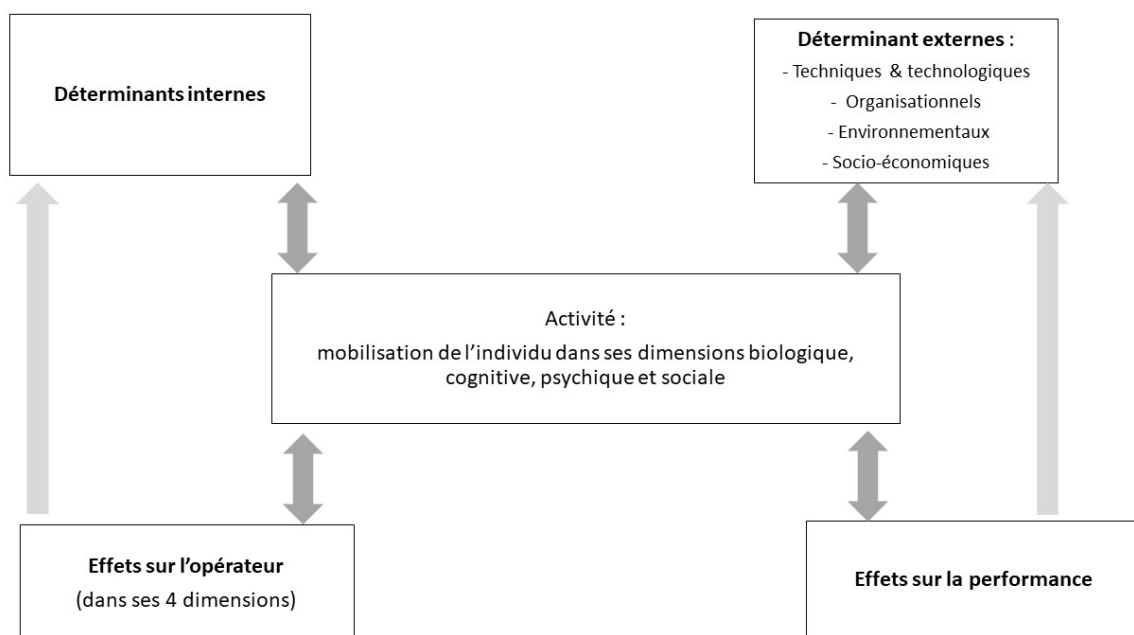 Déterminants internes
Déterminant externes :
- Techniques & technologiques
- Organisationnels
- Environnementaux
- Socio-économiques
Activité :
mobilisation de l'individu dans ses dimensions biologique,
cognitive, psychique et sociale
Effets sur l'opérateur
(dans ses 4 dimensions)
Effets sur la performance